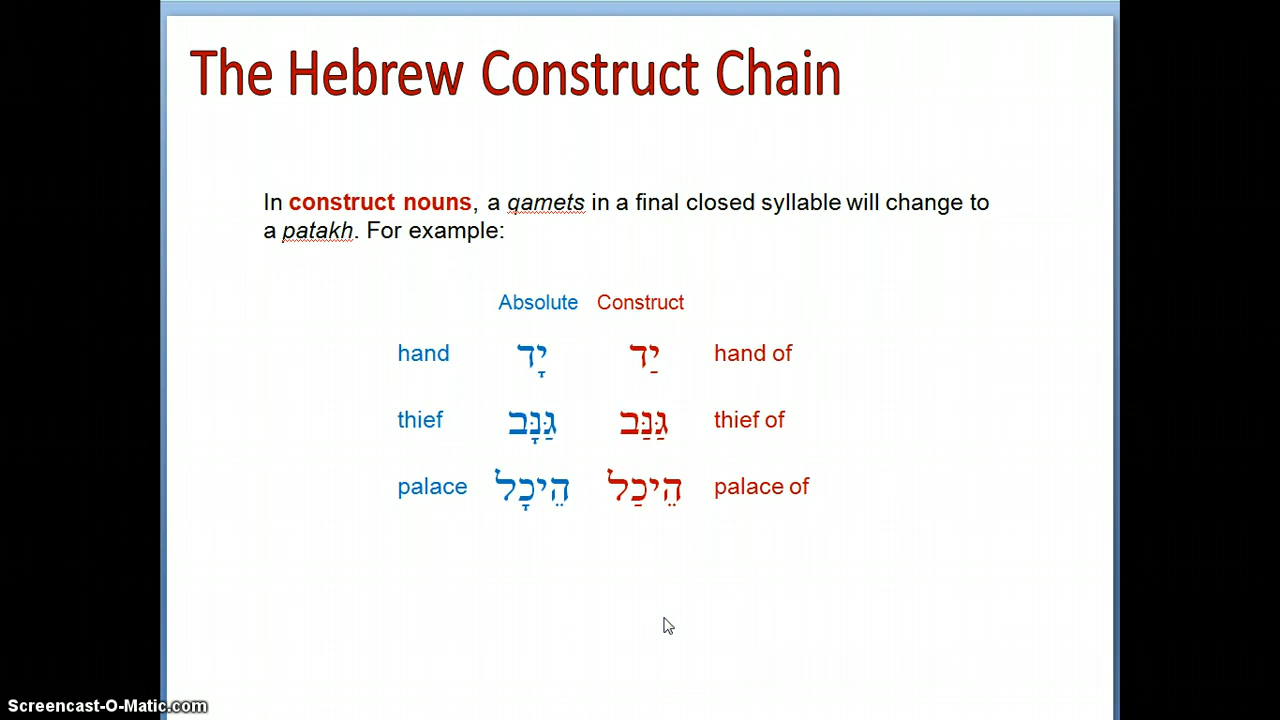 The Hebrew Construct Chain
In construct nouns, a qamets in a final closed syllable will change to
a patakh. For example:
Absolute Construct
hand יָד יַד hand of
thief גַּנָּב גַּנַּב thief of
palace הֵיכָל הֵיכַל palace of
Screencast-O-Matic.com